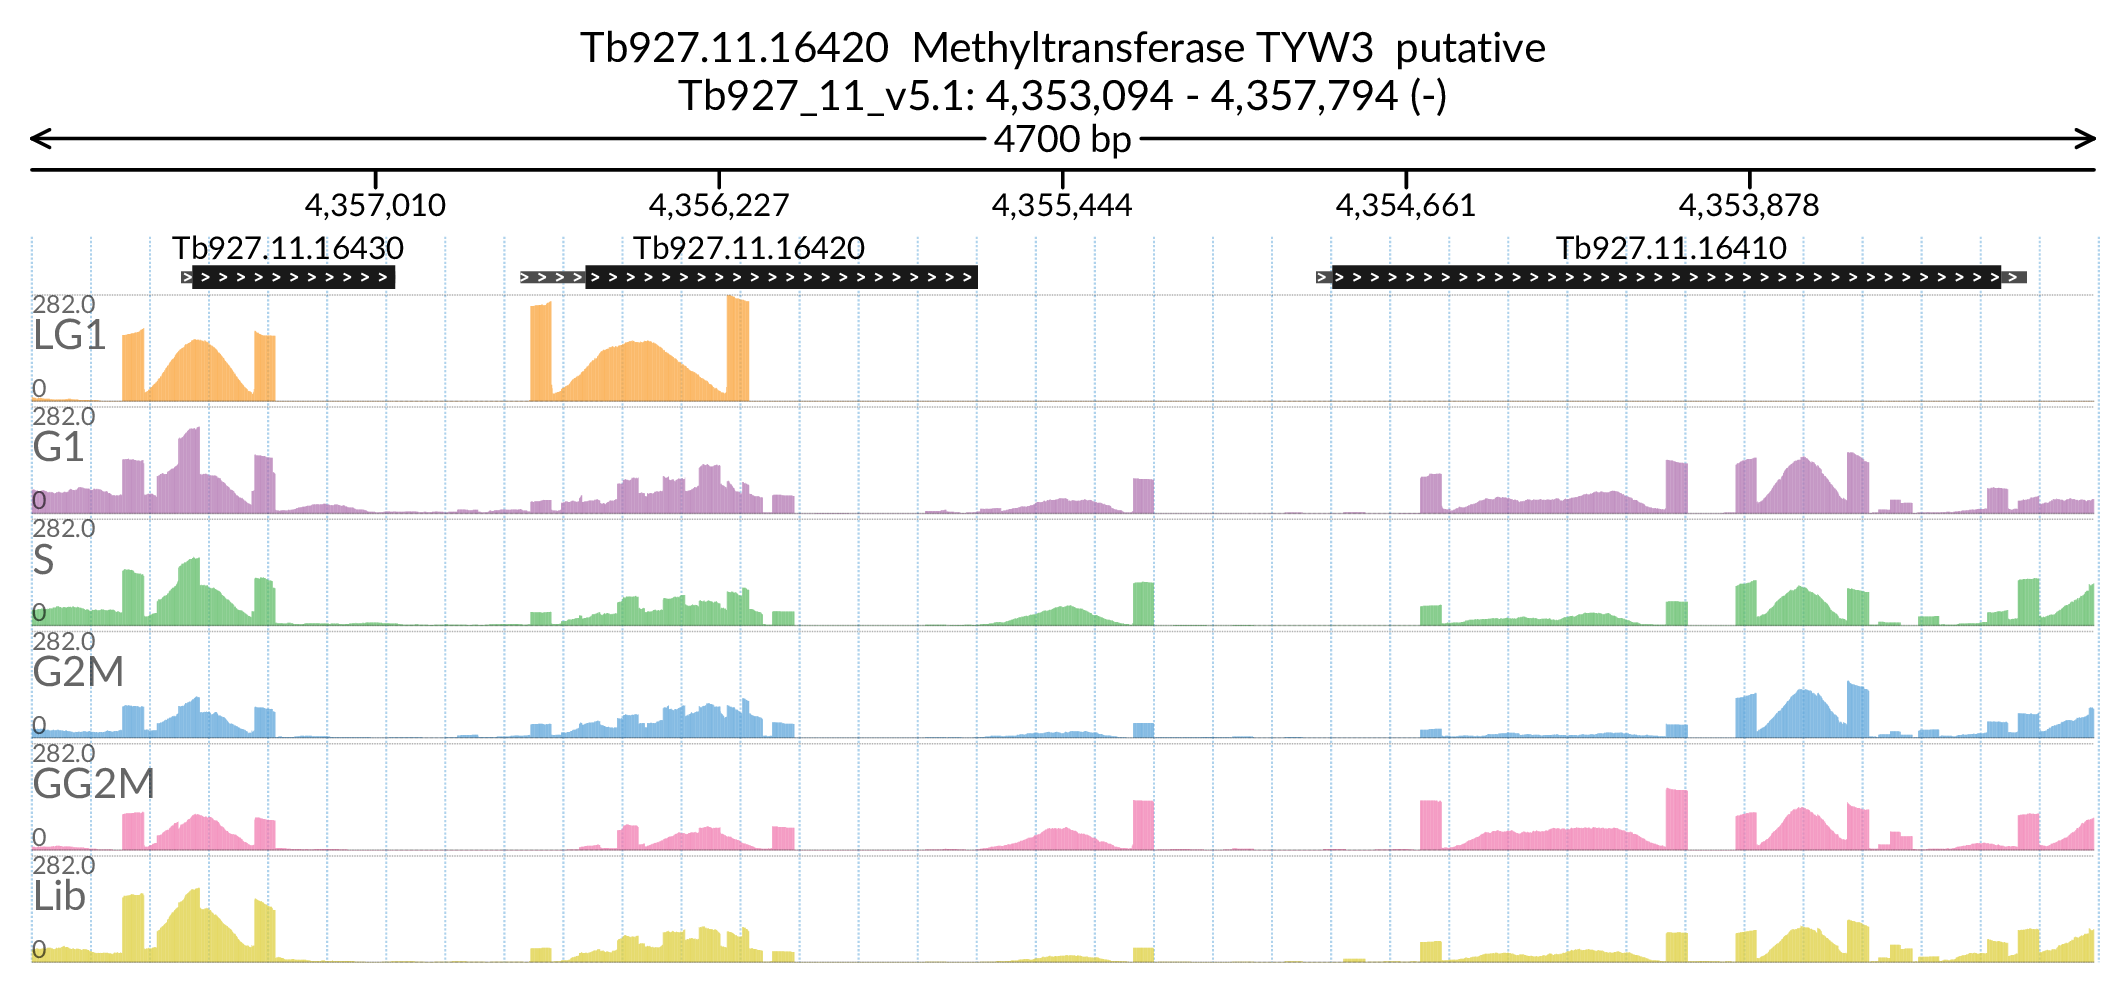 Tb927.11.16420  Methyltransferase TYW3  putative
Tb927_11_v5.1: 4,353,094 - 4,357,794 (-)
4700 bp
4,357,010 4,356,227 4,355,444 4,354,661 4,353,878
Tb927.11.16430 Tb927.11.16420 Tb927.11.16410
282.0
LG1
0
282.0
G1
0
282.0
S
0
282.0
G2M
0
282.0
GG2M
0
282.0
Lib
0